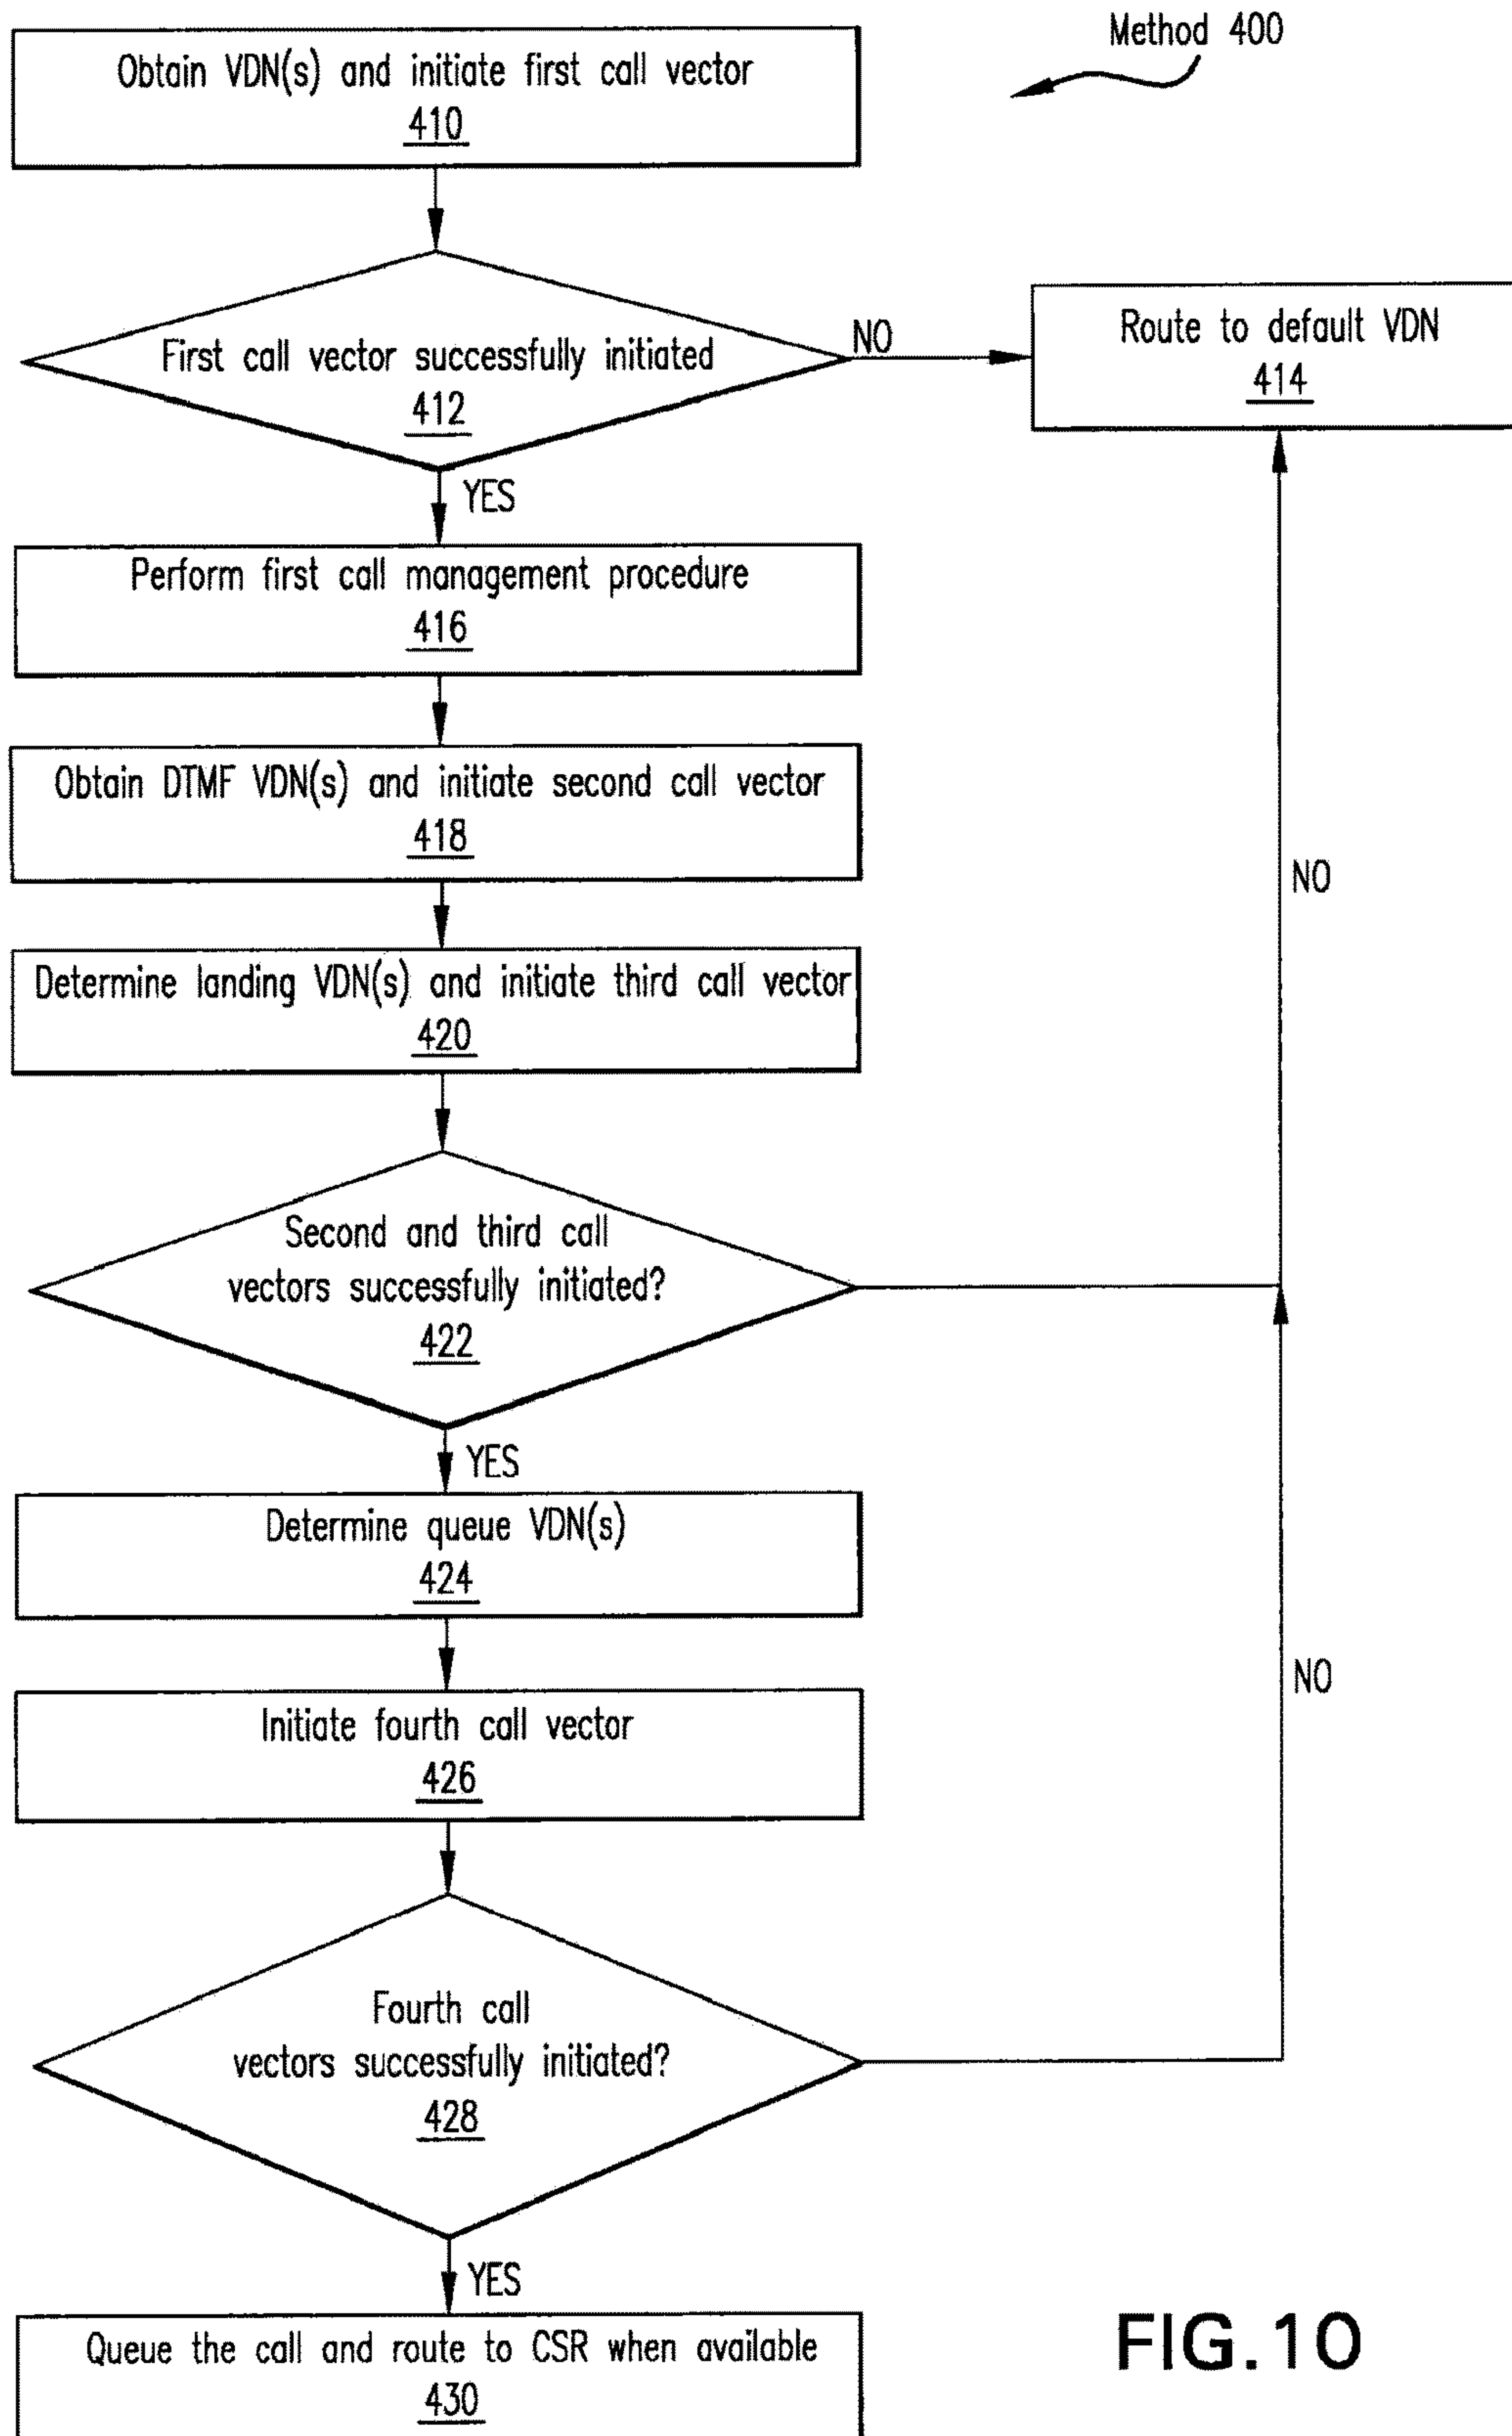 Method 400
Obtain VDN(s) and initiate first call vector
410
First call vector successfully initiated
412
NO
Route to default VDN
414
YES
Perform first call management procedure
416
Obtain DTMF VDN(s) and initiate second call vector
418
NO
Determine landing VDN(s) and initiate third call vector
420
Second and third call
vectors successfully initiated?
422
YES
Determine queue VDN(s)
424
NO
Initiate fourth call vector
426
Fourth call
vectors successfully initiated?
428
YES
Queue the call and route to CSR when available
430
FIG.10